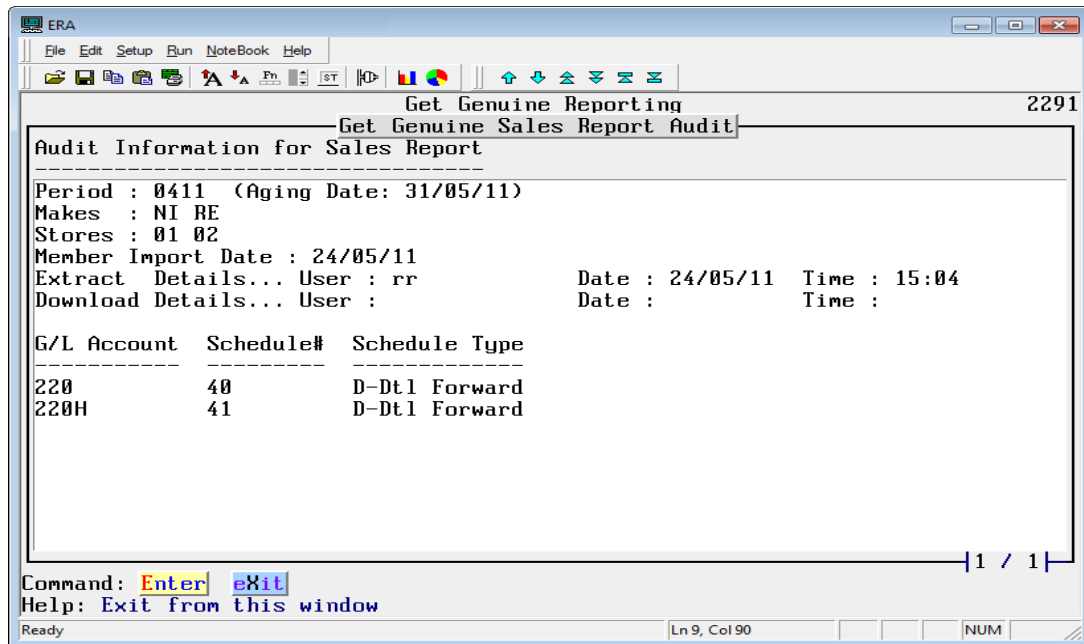 ERA
File Edit Setup Run NoteBook Help
Fn ST
Get Genuine Reporting 2291
Get Genuine Sales Report Audit
Audit Information for Sales Report
----------------------------------
Period : 0411 (Aging Date: 31/05/11)
Makes : NI RE
Stores : 01 02
Member Import Date : 24/05/11
Extract Details... User : rr Date : 24/05/11 Time : 15:04
Download Details... User : Date : Time :
G/L Account Schedule# Schedule Type
----------- --------- -------------
220 40 D-Dtl Forward
220H 41 D-Dtl Forward
1 / 1
Command: Enter eXit
Help: Exit from this window
Ready Ln 9, Col 90 NUM